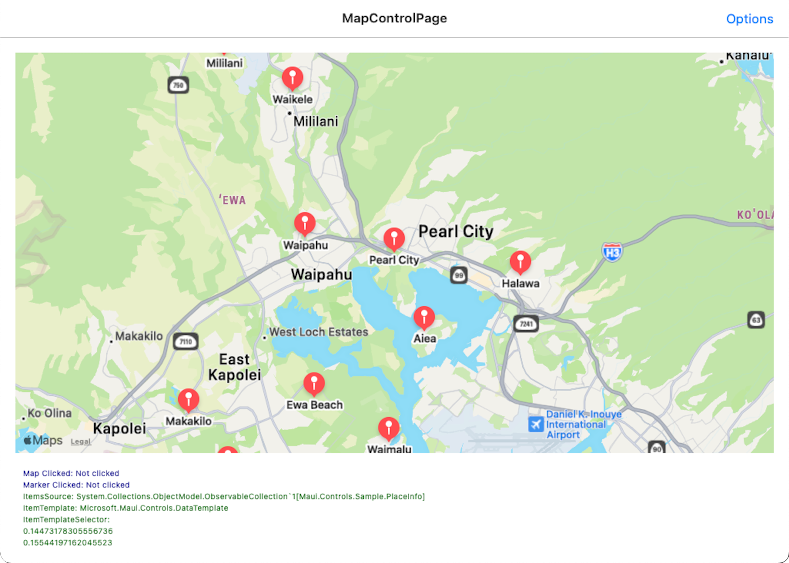 MapControlPage
Options
Mililani
750
Kahalu'
Waikele
Mililani
'EWA
KO'OLA
Waipahu
Pearl City
Pearl City
H3
Waipahu
99
Halawa
7241
63
Aiea
West Loch Estates
Makakilo
7110
East
Kapolei
Ewa Beach
Makakilo
Ko Olina
Kapolei
Daniel K. Inouye
International
Airport
Maps
Legal
Waimalu
90
Map Clicked: Not clicked
Marker Clicked: Not clicked
ItemsSource: System.Collections.ObjectModel.ObservableCollection`1[Maui.Controls.Sample.PlaceInfo]
ItemTemplate: Microsoft.Maui.Controls.DataTemplate
ItemTemplateSelector:
0.14473178305556736
0.15544197162045523